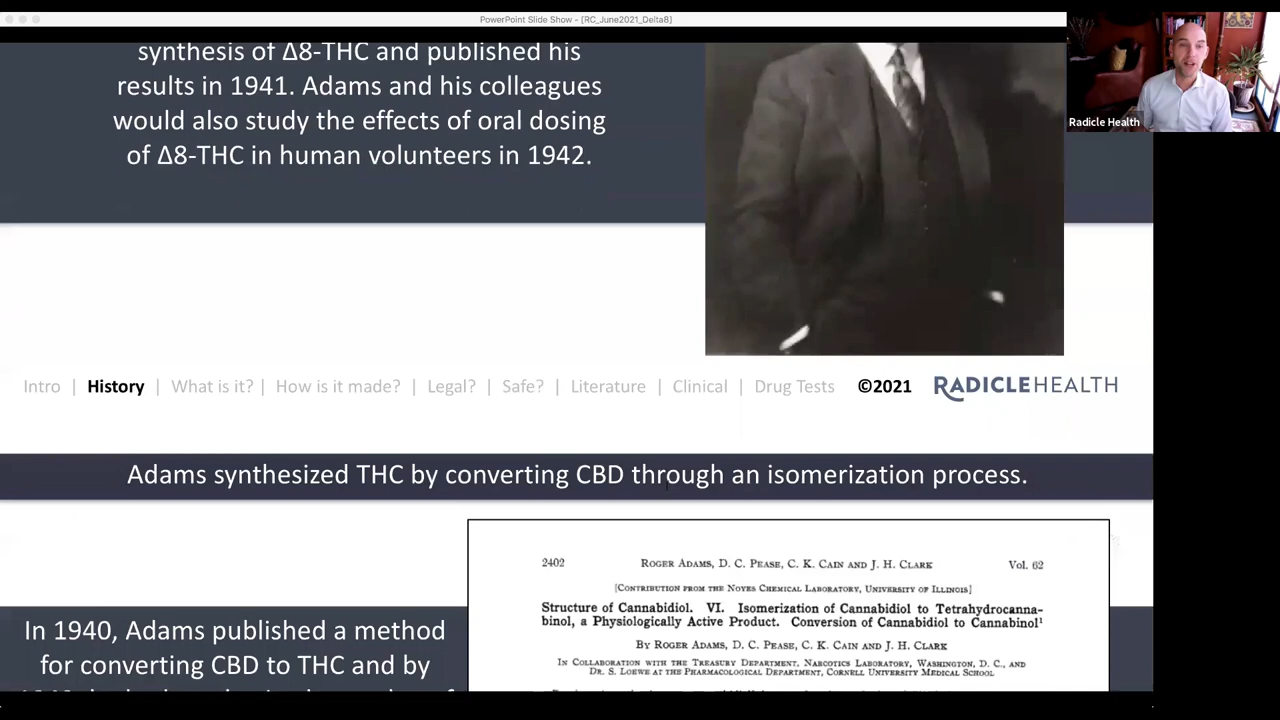 PowerPoint Slide Show - [RC_June2021_Delta8]
Radicle Health
synthesis of Δ8-THC and published his
results in 1941. Adams and his colleagues
would also study the effects of oral dosing
of Δ8-THC in human volunteers in 1942.
Intro | History | What is it? | How is it made? | Legal? | Safe? | Literature | Clinical | Drug Tests ©2021 RADICLEHEALTH
Adams synthesized THC by converting CBD through an isomerization process.
2402 ROGER ADAMS, D. C. PEASE, C. K. CAIN AND J. H. CLARK Vol. 62
[CONTRIBUTION FROM THE NOYES CHEMICAL LABORATORY, UNIVERSITY OF ILLINOIS]
Structure of Cannabidiol. VI. Isomerization of Cannabidiol to Tetrahydrocanna-
binol, a Physiologically Active Product. Conversion of Cannabidiol to Cannabinol¹
BY ROGER ADAMS, D. C. PEASE, C. K. CAIN AND J. H. CLARK
IN COLLABORATION WITH THE TREASURY DEPARTMENT, NARCOTICS LABORATORY, WASHINGTON, D. C., AND
DR. S. LOEWE AT THE PHARMACOLOGICAL DEPARTMENT, CORNELL UNIVERSITY MEDICAL SCHOOL
In 1940, Adams published a method
for converting CBD to THC and by